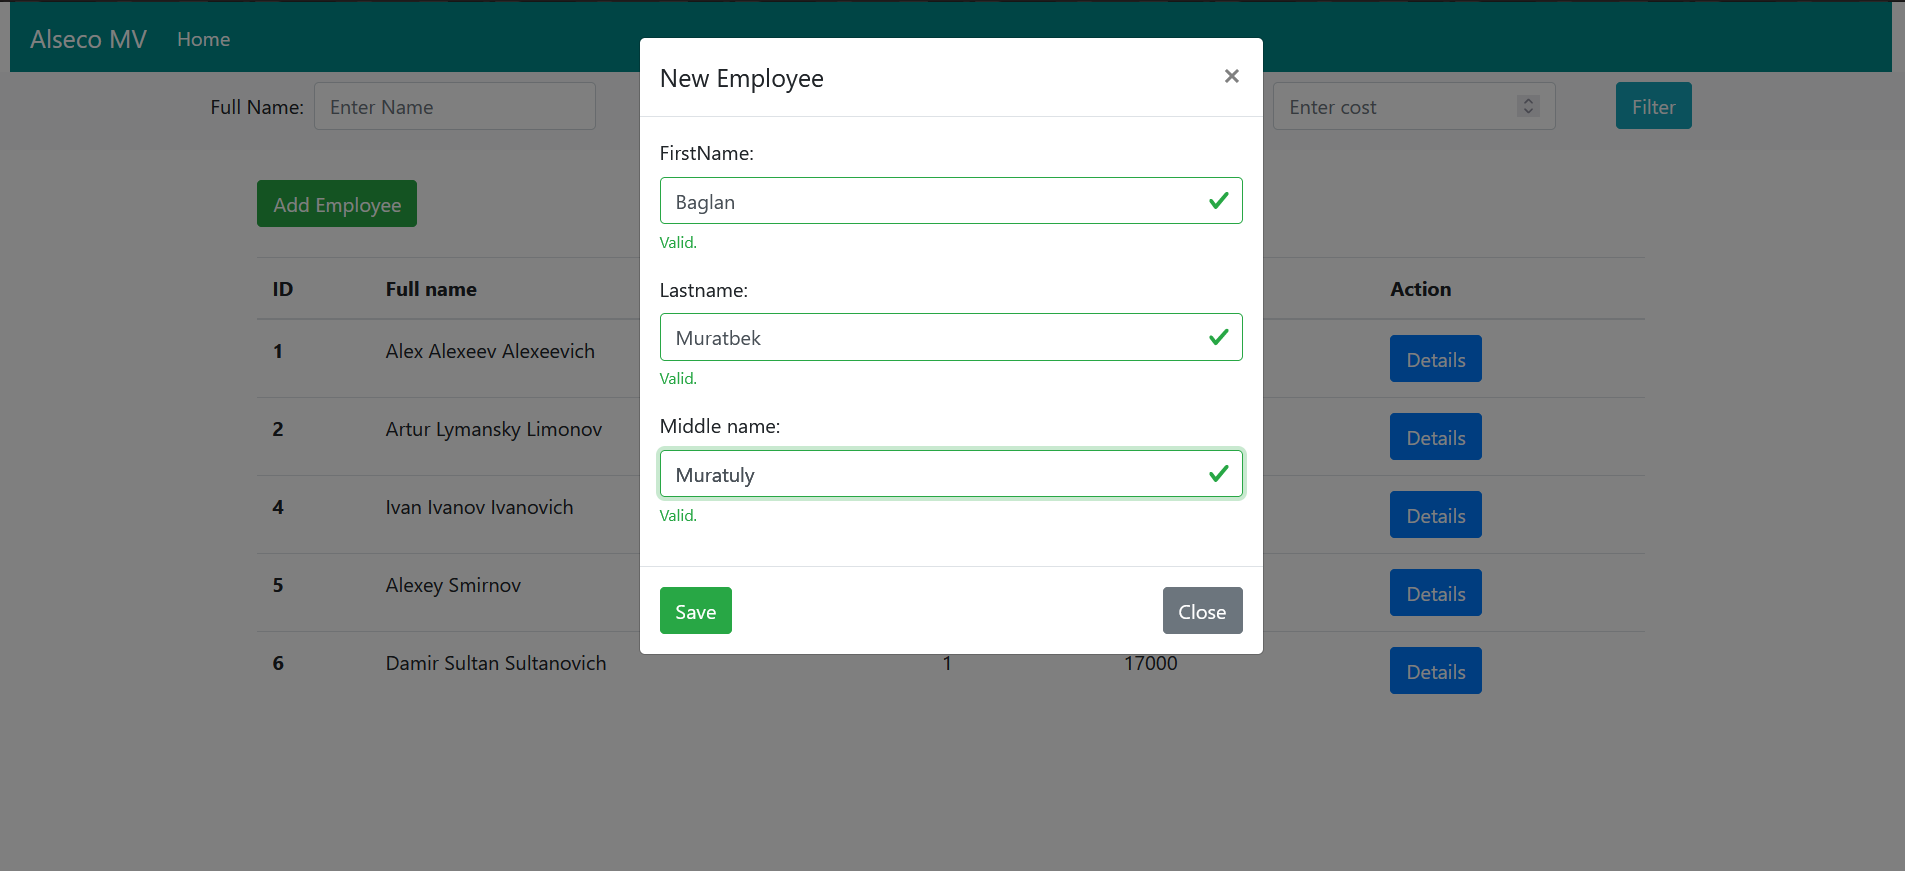 Alseco MV Home
New Employee ×
Full Name: Enter Name
Enter cost Filter
FirstName:
Baglan
Valid.
Add Employee
Lastname:
Muratbek
Valid.
Middle name:
Muratuly
Valid.
Save Close
ID Full name Action
1 Alex Alexeev Alexeevich Details
2 Artur Lymansky Limonov Details
4 Ivan Ivanov Ivanovich Details
5 Alexey Smirnov Details
6 Damir Sultan Sultanovich 1 17000 Details